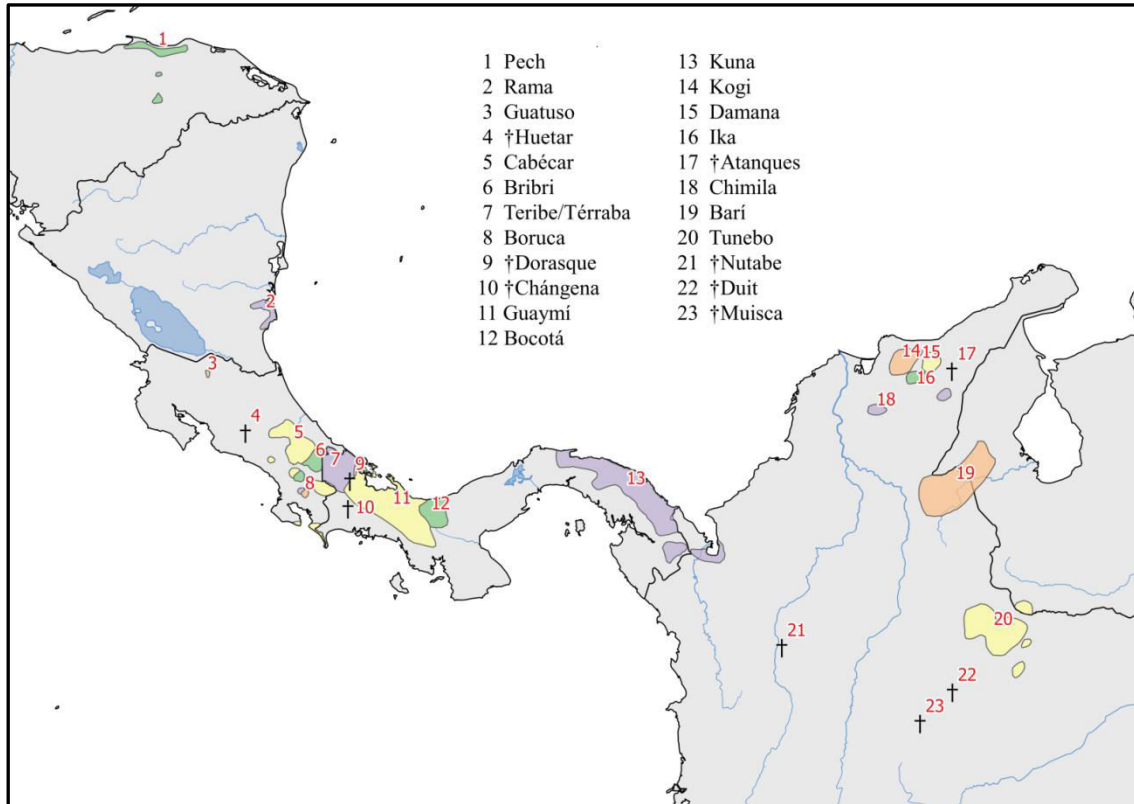 1 Pech
2 Rama
3 Guatuso
4 †Huetar
5 Cabécar
6 Bribri
7 Teribe/Térraba
8 Boruca
9 †Dorasque
10 †Chángena
11 Guaymí
12 Bocotá
13 Kuna
14 Kogi
15 Damana
16 Ika
17 †Atanques
18 Chimila
19 Barí
20 Tunebo
21 †Nutabe
22 †Duit
23 †Muisca
1
2
3
4
5
6
7
9
8
10
11
12
13
14
15
17
16
18
19
20
21
22
23